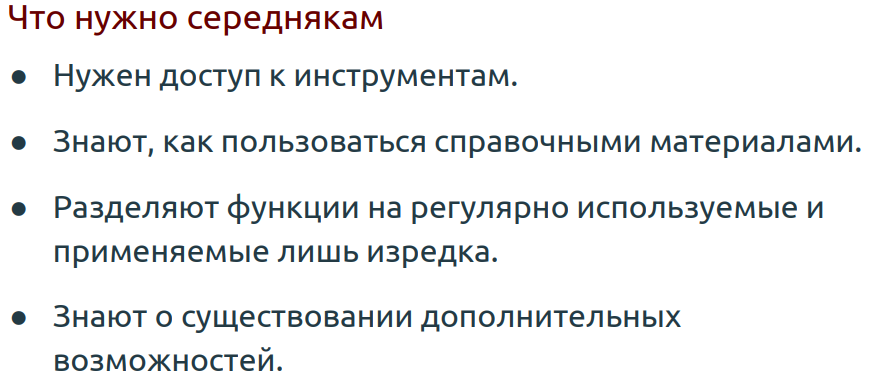 Что нужно середнякам
● Нужен доступ к инструментам.
● Знают, как пользоваться справочными материалами.
● Разделяют функции на регулярно используемые и
применяемые лишь изредка.
● Знают о существовании дополнительных
возможностей.